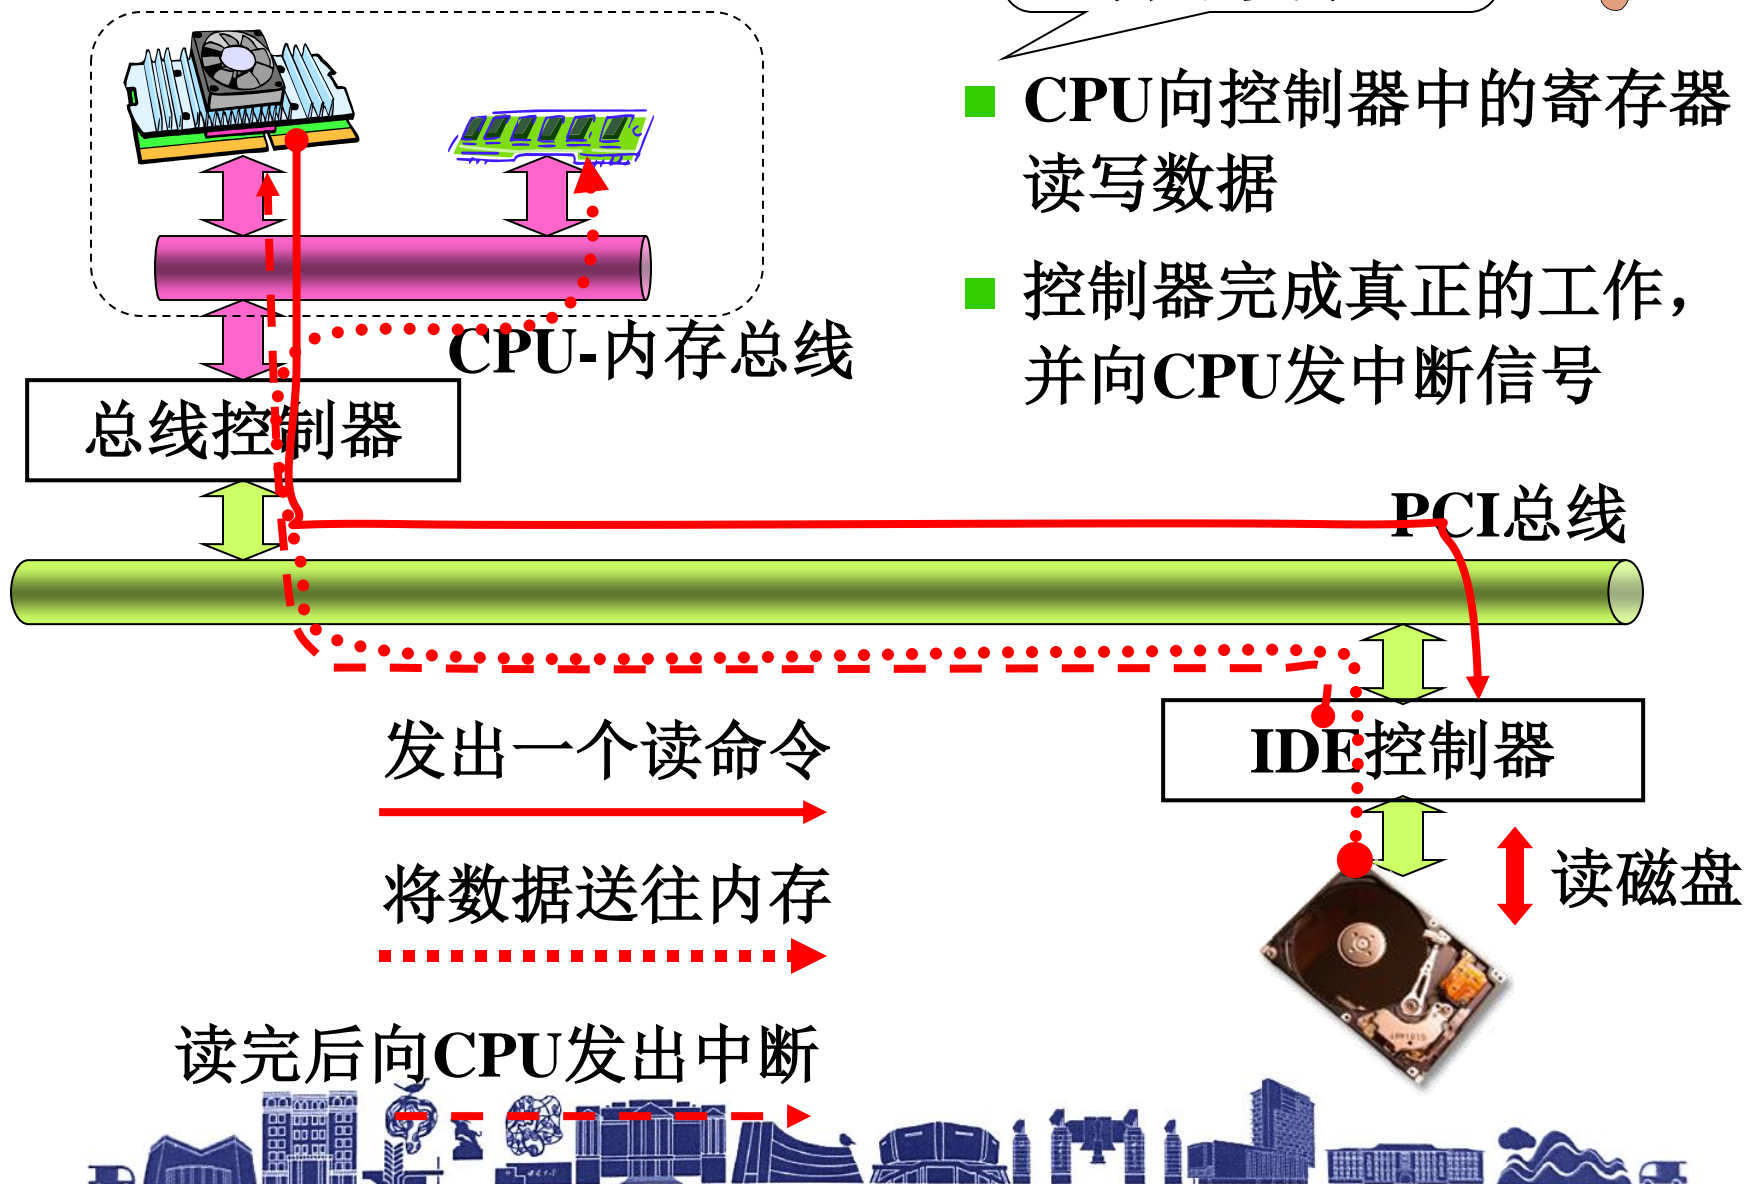 CPU向控制器中的寄存器
读写数据
控制器完成真正的工作，
并向CPU发中断信号
CPU-内存总线
总线控制器
PCI总线
IDE控制器
发出一个读命令
将数据送往内存
读磁盘
读完后向CPU发出中断